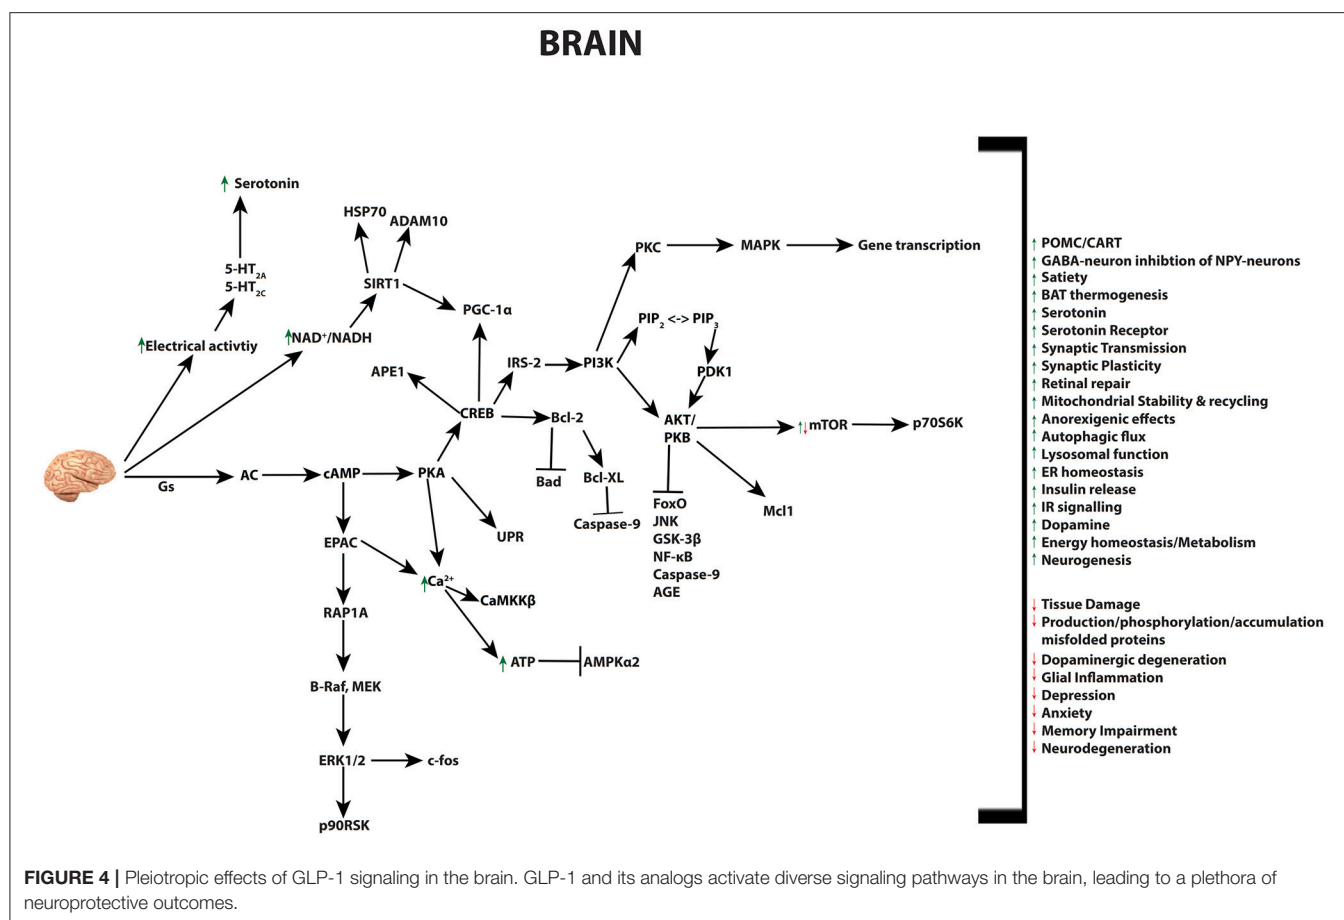 BRAIN
Serotonin
HSP70
ADAM10
PKC
MAPK
Gene transcription
5-HT2A
5-HT2C
SIRT1
PGC-1α
PIP2 <-> PIP3
Electrical activtiy
NAD+/NADH
APE1
IRS-2
PI3K
PDK1
CREB
Bcl-2
AKT/
PKB
mTOR
p70S6K
Gs
AC
cAMP
PKA
Bad
Bcl-XL
Mcl1
Caspase-9
UPR
FoxO
JNK
GSK-3β
NF-κB
Caspase-9
AGE
EPAC
Ca2+
CaMKKβ
RAP1A
ATP
AMPKα2
B-Raf, MEK
ERK1/2
c-fos
p90RSK
POMC/CART
GABA-neuron inhibtion of NPY-neurons
Satiety
BAT thermogenesis
Serotonin
Serotonin Receptor
Synaptic Transmission
Synaptic Plasticity
Retinal repair
Mitochondrial Stability & recycling
Anorexigenic effects
Autophagic flux
Lysosomal function
ER homeostasis
Insulin release
IR signalling
Dopamine
Energy homeostasis/Metabolism
Neurogenesis
Tissue Damage
Production/phosphorylation/accumulation
misfolded proteins
Dopaminergic degeneration
Glial Inflammation
Depression
Anxiety
Memory Impairment
Neurodegeneration
FIGURE 4 | Pleiotropic effects of GLP-1 signaling in the brain. GLP-1 and its analogs activate diverse signaling pathways in the brain, leading to a plethora of
neuroprotective outcomes.